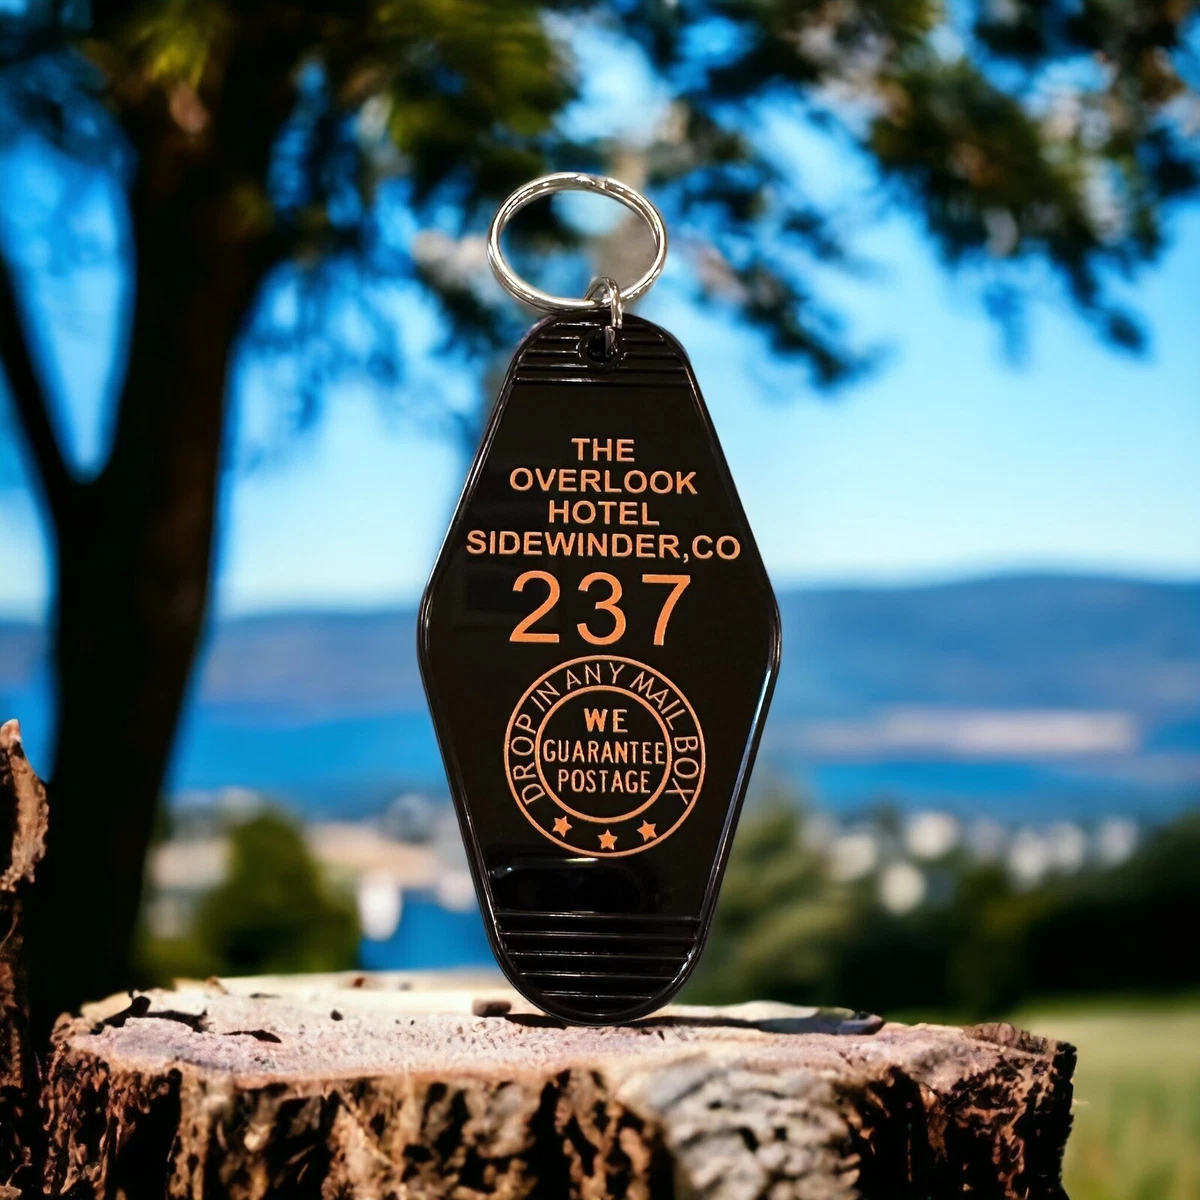 THE
OVERLOOK
HOTEL
SIDEWINDER,CO
237
DROP IN ANY MAIL BOX
WE
GUARANTEE
POSTAGE